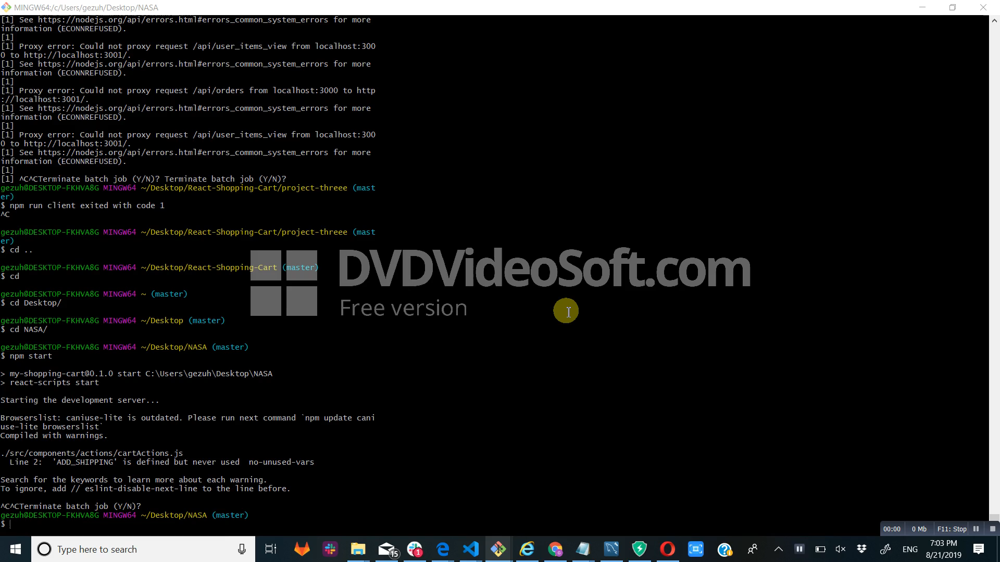 MINGW64:/c/Users/gezuh/Desktop/NASA
[1] See https://nodejs.org/api/errors.html#errors_common_system_errors for more
information (ECONNREFUSED).
[1]
[1] Proxy error: Could not proxy request /api/user_items_view from localhost:300
0 to http://localhost:3001/.
[1] See https://nodejs.org/api/errors.html#errors_common_system_errors for more
information (ECONNREFUSED).
[1]
[1] Proxy error: Could not proxy request /api/orders from localhost:3000 to http
://localhost:3001/.
[1] See https://nodejs.org/api/errors.html#errors_common_system_errors for more
information (ECONNREFUSED).
[1]
[1] Proxy error: Could not proxy request /api/user_items_view from localhost:300
0 to http://localhost:3001/.
[1] See https://nodejs.org/api/errors.html#errors_common_system_errors for more
information (ECONNREFUSED).
[1]
[1] ^C^CTerminate batch job (Y/N)? Terminate batch job (Y/N)?
gezuh@DESKTOP-FKHVA8G MINGW64 ~/Desktop/React-Shopping-Cart/project-threee (mast
er)
$ npm run client exited with code 1
^C
gezuh@DESKTOP-FKHVA8G MINGW64 ~/Desktop/React-Shopping-Cart/project-threee (mast
er)
$ cd ..
gezuh@DESKTOP-FKHVA8G MINGW64 ~/Desktop/React-Shopping-Cart (master)
$ cd
gezuh@DESKTOP-FKHVA8G MINGW64 ~ (master)
$ cd Desktop/
gezuh@DESKTOP-FKHVA8G MINGW64 ~/Desktop (master)
$ cd NASA/
gezuh@DESKTOP-FKHVA8G MINGW64 ~/Desktop/NASA (master)
$ npm start
> my-shopping-cart@0.1.0 start C:\Users\gezuh\Desktop\NASA
> react-scripts start
Starting the development server...
Browserslist: caniuse-lite is outdated. Please run next command `npm update cani
use-lite browserslist`
Compiled with warnings.
./src/components/actions/cartActions.js
Line 2:  'ADD_SHIPPING' is defined but never used  no-unused-vars
Search for the keywords to learn more about each warning.
To ignore, add // eslint-disable-next-line to the line before.
^C^CTerminate batch job (Y/N)?
gezuh@DESKTOP-FKHVA8G MINGW64 ~/Desktop/NASA (master)
$
DVDVideoSoft.com
Free version
00:00 0 Mb F11: Stop
Type here to search
15
1
ENG
7:03 PM
8/21/2019